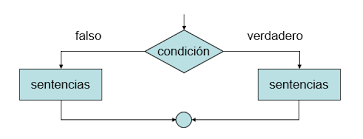 falso
verdadero
condición
sentencias
sentencias